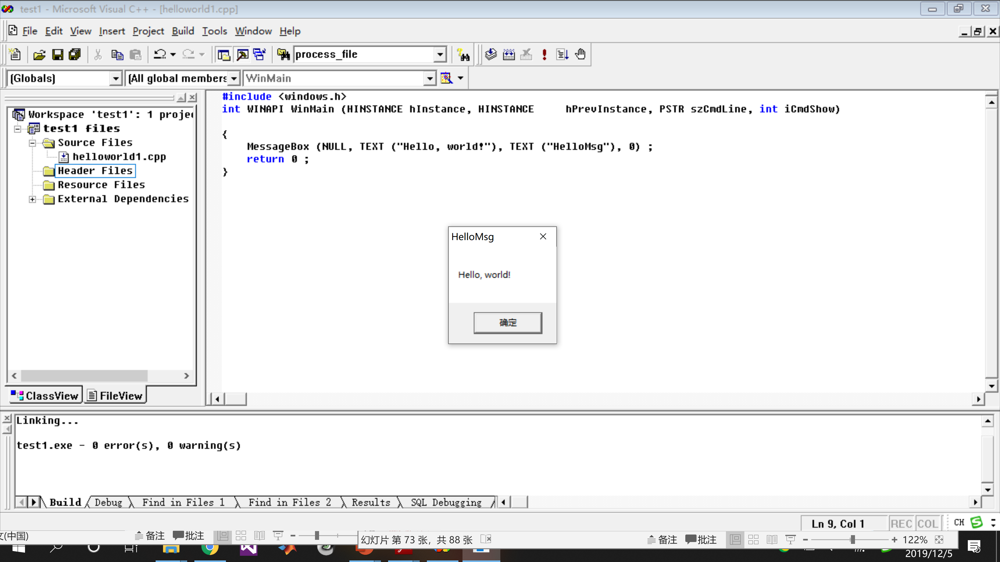 test1 - Microsoft Visual C++ - [helloworld1.cpp]
File Edit View Insert Project Build Tools Window Help
process_file
(Globals) (All global members WinMain
Workspace 'test1': 1 projec
test1 files
Source Files
helloworld1.cpp
Header Files
Resource Files
External Dependencies
ClassView FileView
#include <windows.h>
int WINAPI WinMain (HINSTANCE hInstance, HINSTANCE     hPrevInstance, PSTR szCmdLine, int iCmdShow)
{
    MessageBox (NULL, TEXT ("Hello, world!"), TEXT ("HelloMsg"), 0) ;
    return 0 ;
}
HelloMsg
Hello, world!
确定
Linking...
test1.exe - 0 error(s), 0 warning(s)
Build Debug Find in Files 1 Find in Files 2 Results SQL Debugging
Ln 9, Col 1 REC COL CH
(中国) 备注 批注 幻灯片 第 73 张，共 88 张 备注 批注 122%
2019/12/5